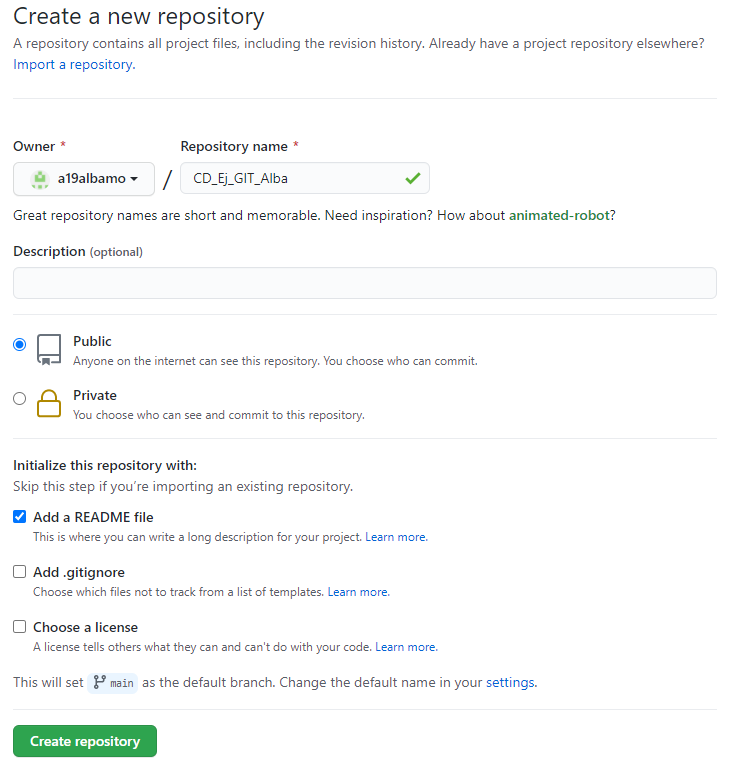 Create a new repository
A repository contains all project files, including the revision history. Already have a project repository elsewhere?
Import a repository.
Owner * Repository name *
a19albamo / CD_Ej_GIT_Alba
Great repository names are short and memorable. Need inspiration? How about animated-robot?
Description (optional)
Public
Anyone on the internet can see this repository. You choose who can commit.
Private
You choose who can see and commit to this repository.
Initialize this repository with:
Skip this step if you’re importing an existing repository.
Add a README file
This is where you can write a long description for your project. Learn more.
Add .gitignore
Choose which files not to track from a list of templates. Learn more.
Choose a license
A license tells others what they can and can't do with your code. Learn more.
This will set main as the default branch. Change the default name in your settings.
Create repository